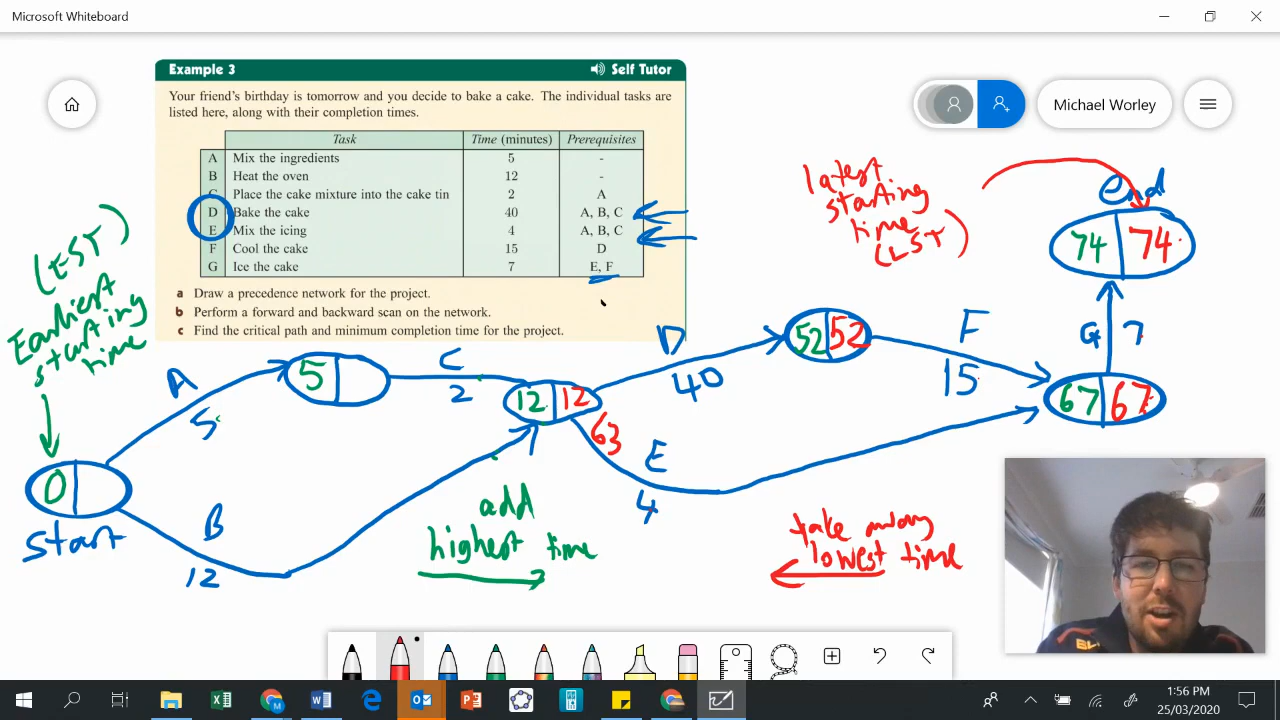 Microsoft Whiteboard
Example 3
Self Tutor
Your friend's birthday is tomorrow and you decide to bake a cake. The individual tasks are
listed here, along with their completion times.
Task Time (minutes) Prerequisites
A Mix the ingredients 5 -
B Heat the oven 12 -
C Place the cake mixture into the cake tin 2 A
D Bake the cake 40 A, B, C
E Mix the icing 4 A, B, C
F Cool the cake 15 D
G Ice the cake 7 E, F
a Draw a precedence network for the project.
b Perform a forward and backward scan on the network.
c Find the critical path and minimum completion time for the project.
Michael Worley
(EST)
Earliest
starting
time
latest
starting
time
(LST)
end
74 74
G 7
A
5
5
C
2
12 12
63
D
40
52 52
F
15
67 67
E
4
0
start
B
12
add
highest time
take away
lowest time
1:56 PM
25/03/2020